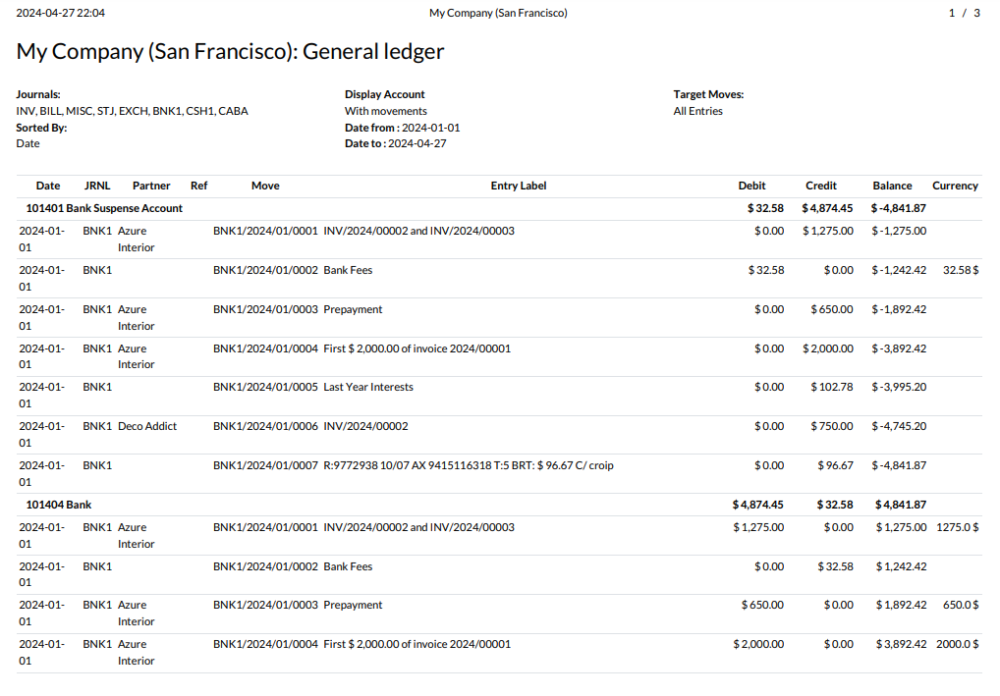 2024-04-27 22:04 My Company (San Francisco) 1 / 3
My Company (San Francisco): General ledger
Journals: Display Account Target Moves:
INV, BILL, MISC, STJ, EXCH, BNK1, CSH1, CABA With movements All Entries
Sorted By: Date from : 2024-01-01
Date Date to : 2024-04-27
Date JRNL Partner Ref Move Entry Label Debit Credit Balance Currency
101401 Bank Suspense Account $ 32.58 $ 4,874.45 $ -4,841.87
2024-01- BNK1 Azure BNK1/2024/01/0001 INV/2024/00002 and INV/2024/00003 $ 0.00 $ 1,275.00 $ -1,275.00
01 Interior
2024-01- BNK1 BNK1/2024/01/0002 Bank Fees $ 32.58 $ 0.00 $ -1,242.42 32.58 $
01
2024-01- BNK1 Azure BNK1/2024/01/0003 Prepayment $ 0.00 $ 650.00 $ -1,892.42
01 Interior
2024-01- BNK1 Azure BNK1/2024/01/0004 First $ 2,000.00 of invoice 2024/00001 $ 0.00 $ 2,000.00 $ -3,892.42
01 Interior
2024-01- BNK1 BNK1/2024/01/0005 Last Year Interests $ 0.00 $ 102.78 $ -3,995.20
01
2024-01- BNK1 Deco Addict BNK1/2024/01/0006 INV/2024/00002 $ 0.00 $ 750.00 $ -4,745.20
01
2024-01- BNK1 BNK1/2024/01/0007 R:9772938 10/07 AX 9415116318 T:5 BRT: $ 96.67 C/ croip $ 0.00 $ 96.67 $ -4,841.87
01
101404 Bank $ 4,874.45 $ 32.58 $ 4,841.87
2024-01- BNK1 Azure BNK1/2024/01/0001 INV/2024/00002 and INV/2024/00003 $ 1,275.00 $ 0.00 $ 1,275.00 1275.0 $
01 Interior
2024-01- BNK1 BNK1/2024/01/0002 Bank Fees $ 0.00 $ 32.58 $ 1,242.42
01
2024-01- BNK1 Azure BNK1/2024/01/0003 Prepayment $ 650.00 $ 0.00 $ 1,892.42 650.0 $
01 Interior
2024-01- BNK1 Azure BNK1/2024/01/0004 First $ 2,000.00 of invoice 2024/00001 $ 2,000.00 $ 0.00 $ 3,892.42 2000.0 $
01 Interior